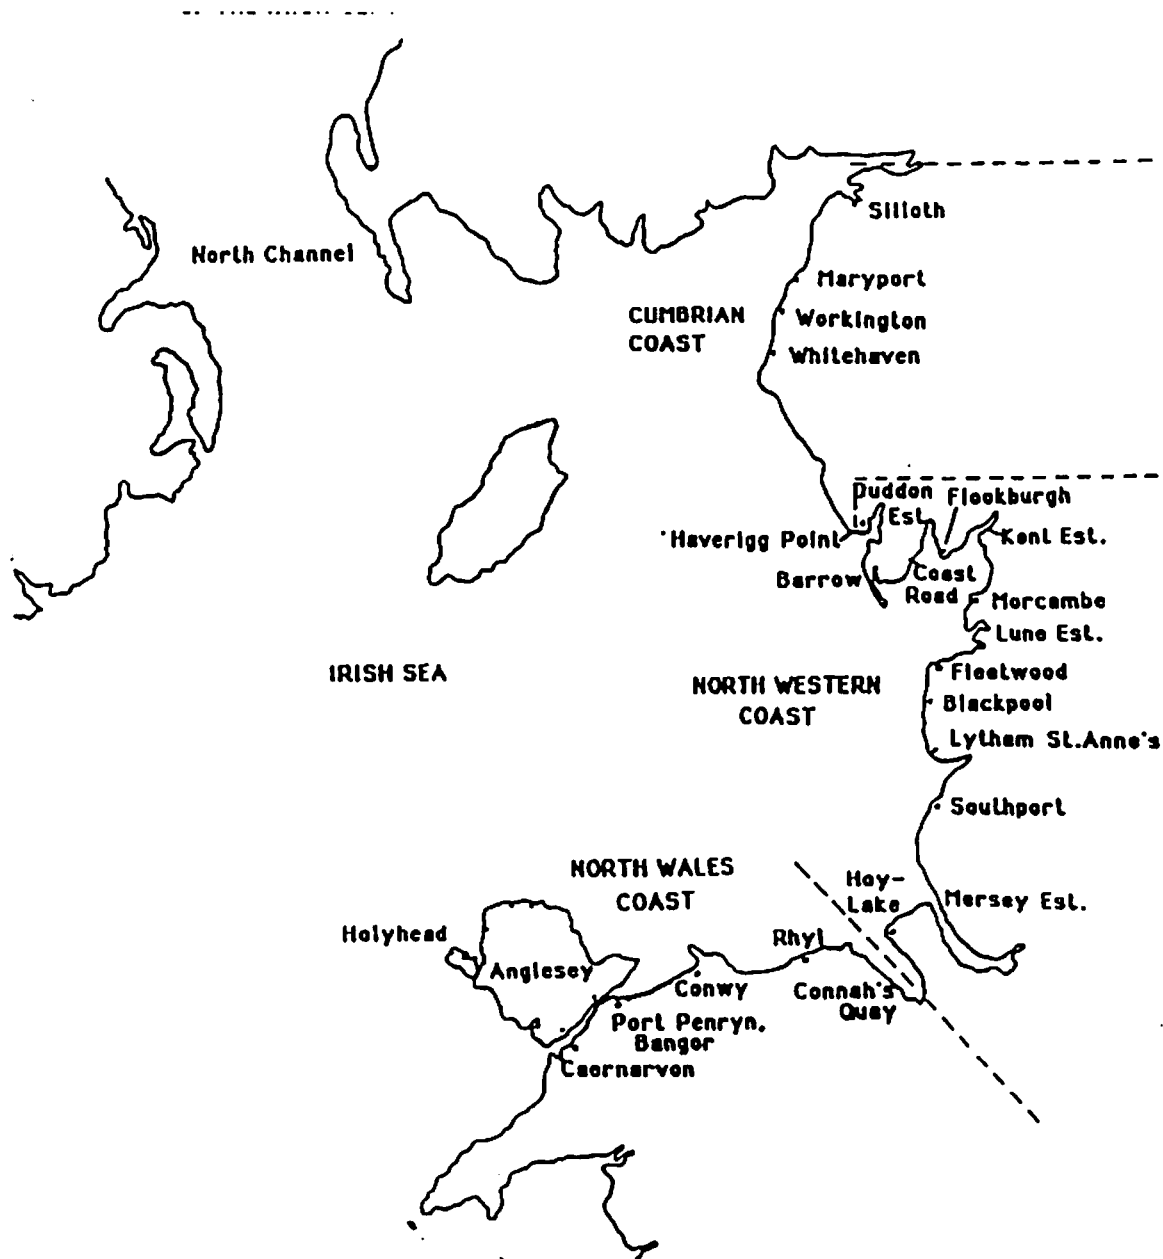 Silloth
North Channel
Maryport
CUMBRIAN
COAST
Workington
Whitehaven
Duddon
Est
Flookburgh
Haverigg Point
Kent Est.
Barrow
Coast
Road
Morcambe
Lune Est.
IRISH SEA
NORTH WESTERN
COAST
Fleetwood
Blackpool
Lytham St.Anne's
Southport
NORTH WALES
COAST
Hoy-
Lake
Mersey Est.
Holyhead
Rhyl
Anglesey
Conwy
Connah's
Quay
Port Penryn,
Bangor
Caernarvon